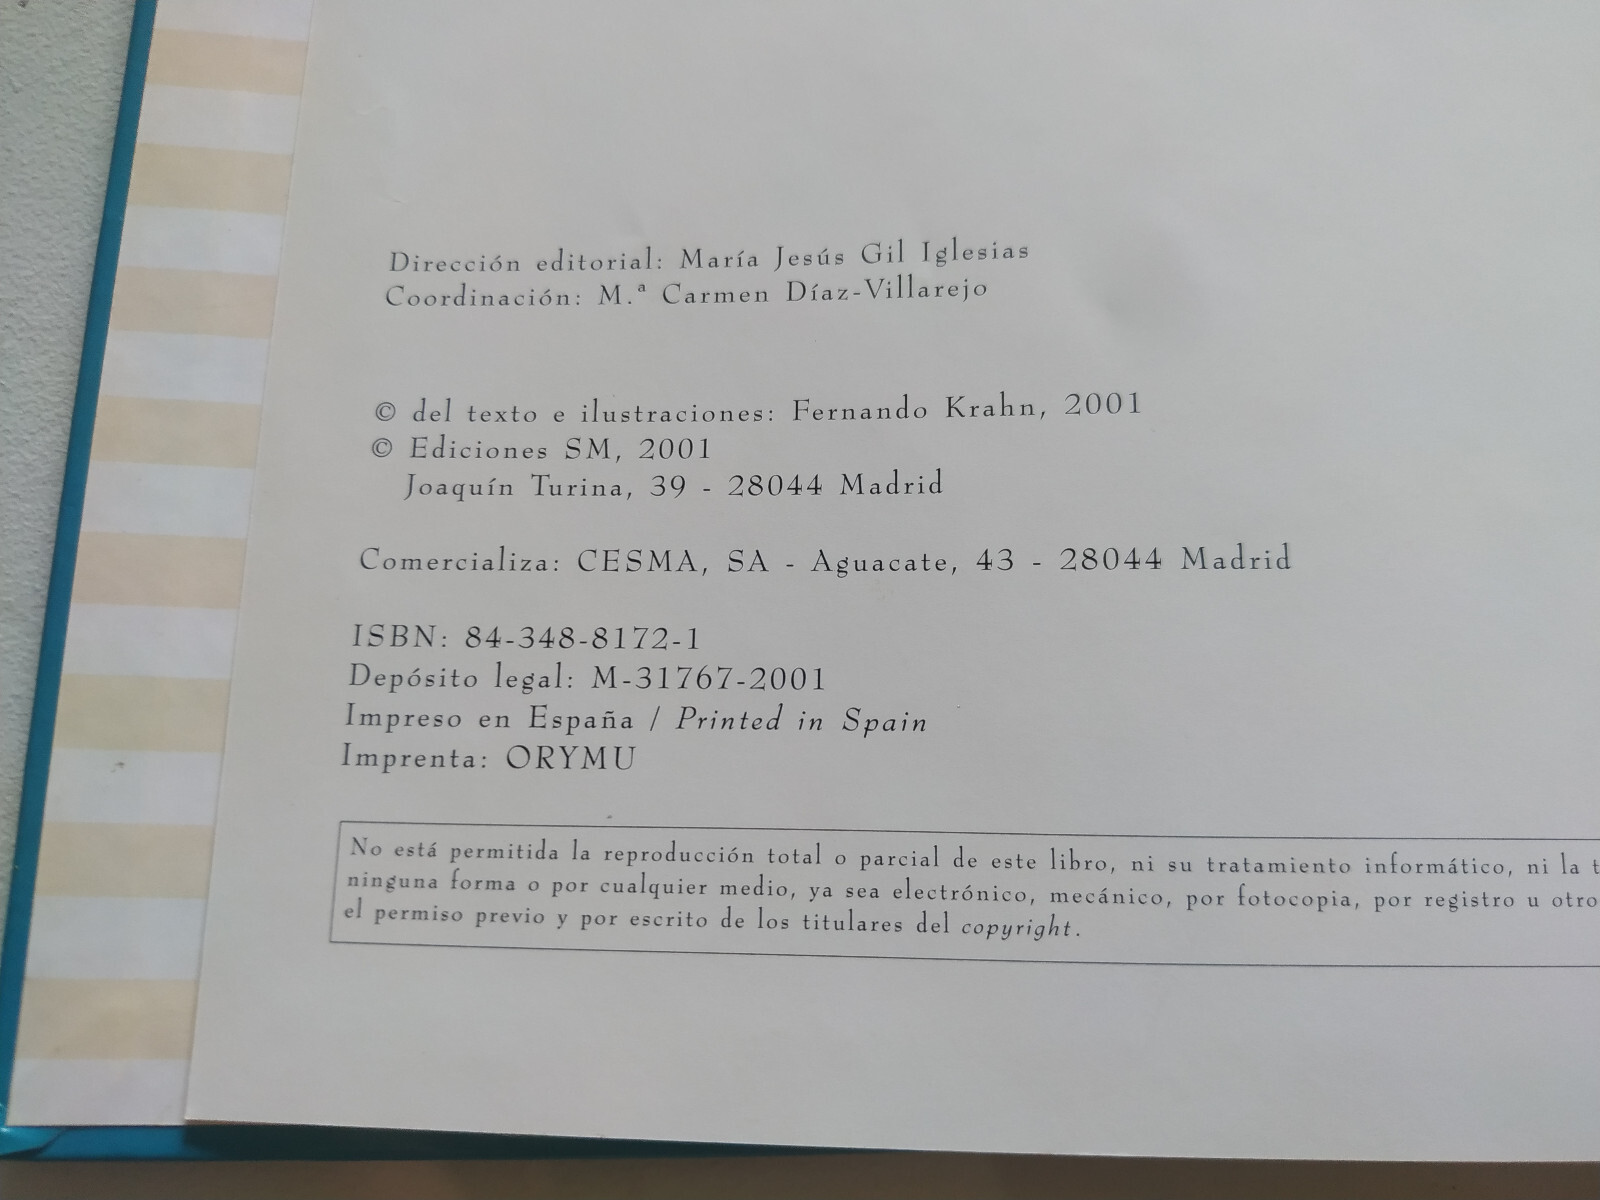 Dirección editorial: María Jesús Gil Iglesias
Coordinación: M.ª Carmen Díaz-Villarejo
© del texto e ilustraciones: Fernando Krahn, 2001
© Ediciones SM, 2001
Joaquín Turina, 39 - 28044 Madrid
Comercializa: CESMA, SA - Aguacate, 43 - 28044 Madrid
ISBN: 84-348-8172-1
Depósito legal: M-31767-2001
Impreso en España / Printed in Spain
Imprenta: ORYMU
No está permitida la reproducción total o parcial de este libro, ni su tratamiento informático, ni la
ninguna forma o por cualquier medio, ya sea electrónico, mecánico, por fotocopia, por registro u otro
el permiso previo y por escrito de los titulares del copyright.